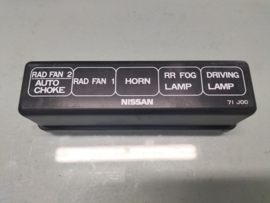 RAD FAN 2
AUTO
CHOKE
RAD FAN 1
HORN
RR FOG
LAMP
DRIVING
LAMP
NISSAN
71 J00